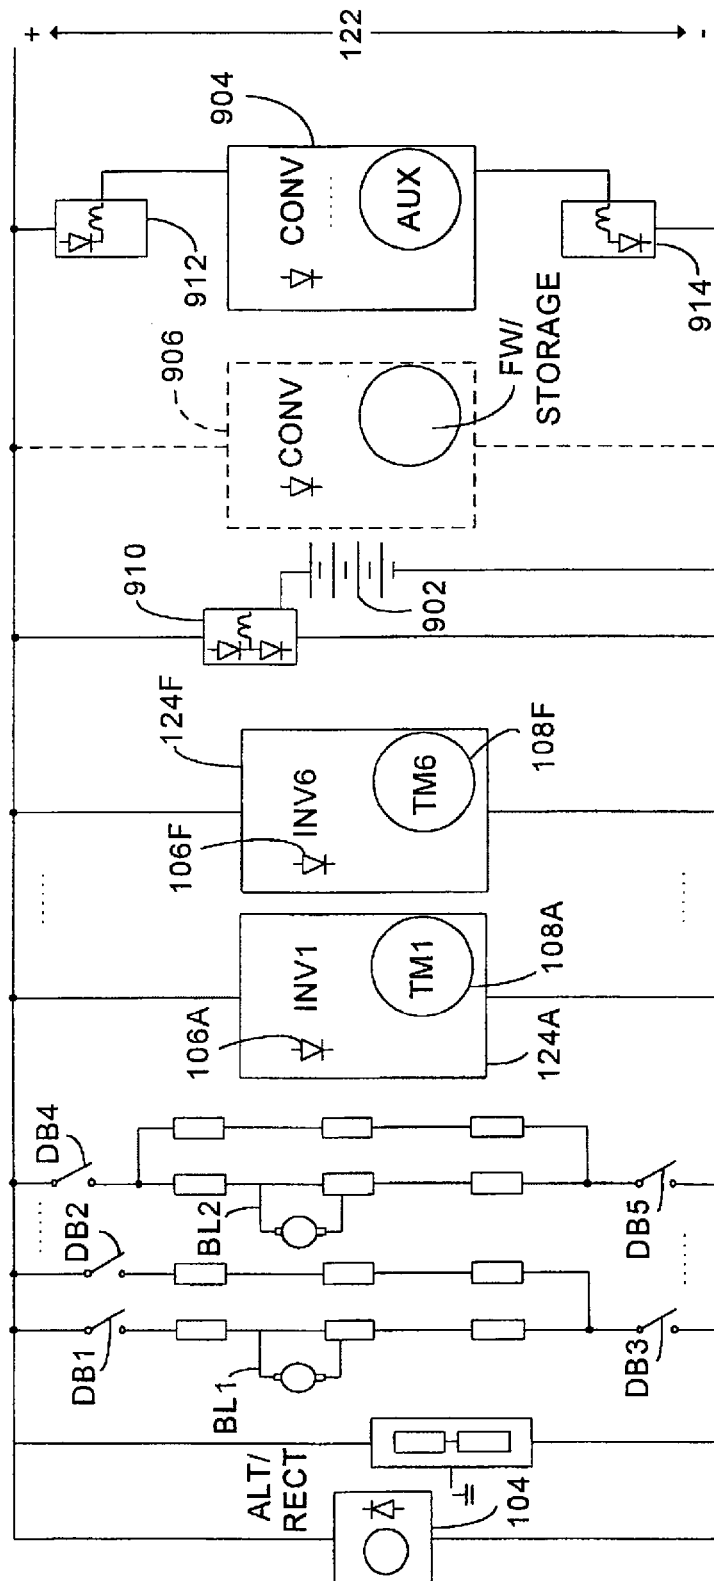 +
122
-
904
CONV
AUX
912
914
906
CONV
FW/
STORAGE
910
902
124F
INV6
106F
TM6
108F
INV1
106A
TM1
108A
124A
DB4
DB2
BL2
DB5
DB1
BL1
DB3
ALT/
RECT
104